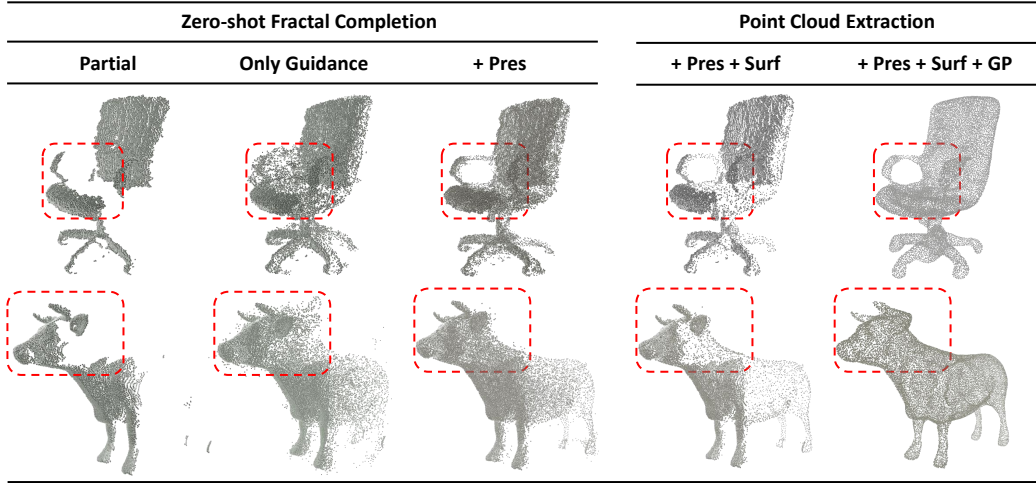 Zero-shot Fractal Completion Point Cloud Extraction
Partial Only Guidance + Pres + Pres + Surf + Pres + Surf + GP